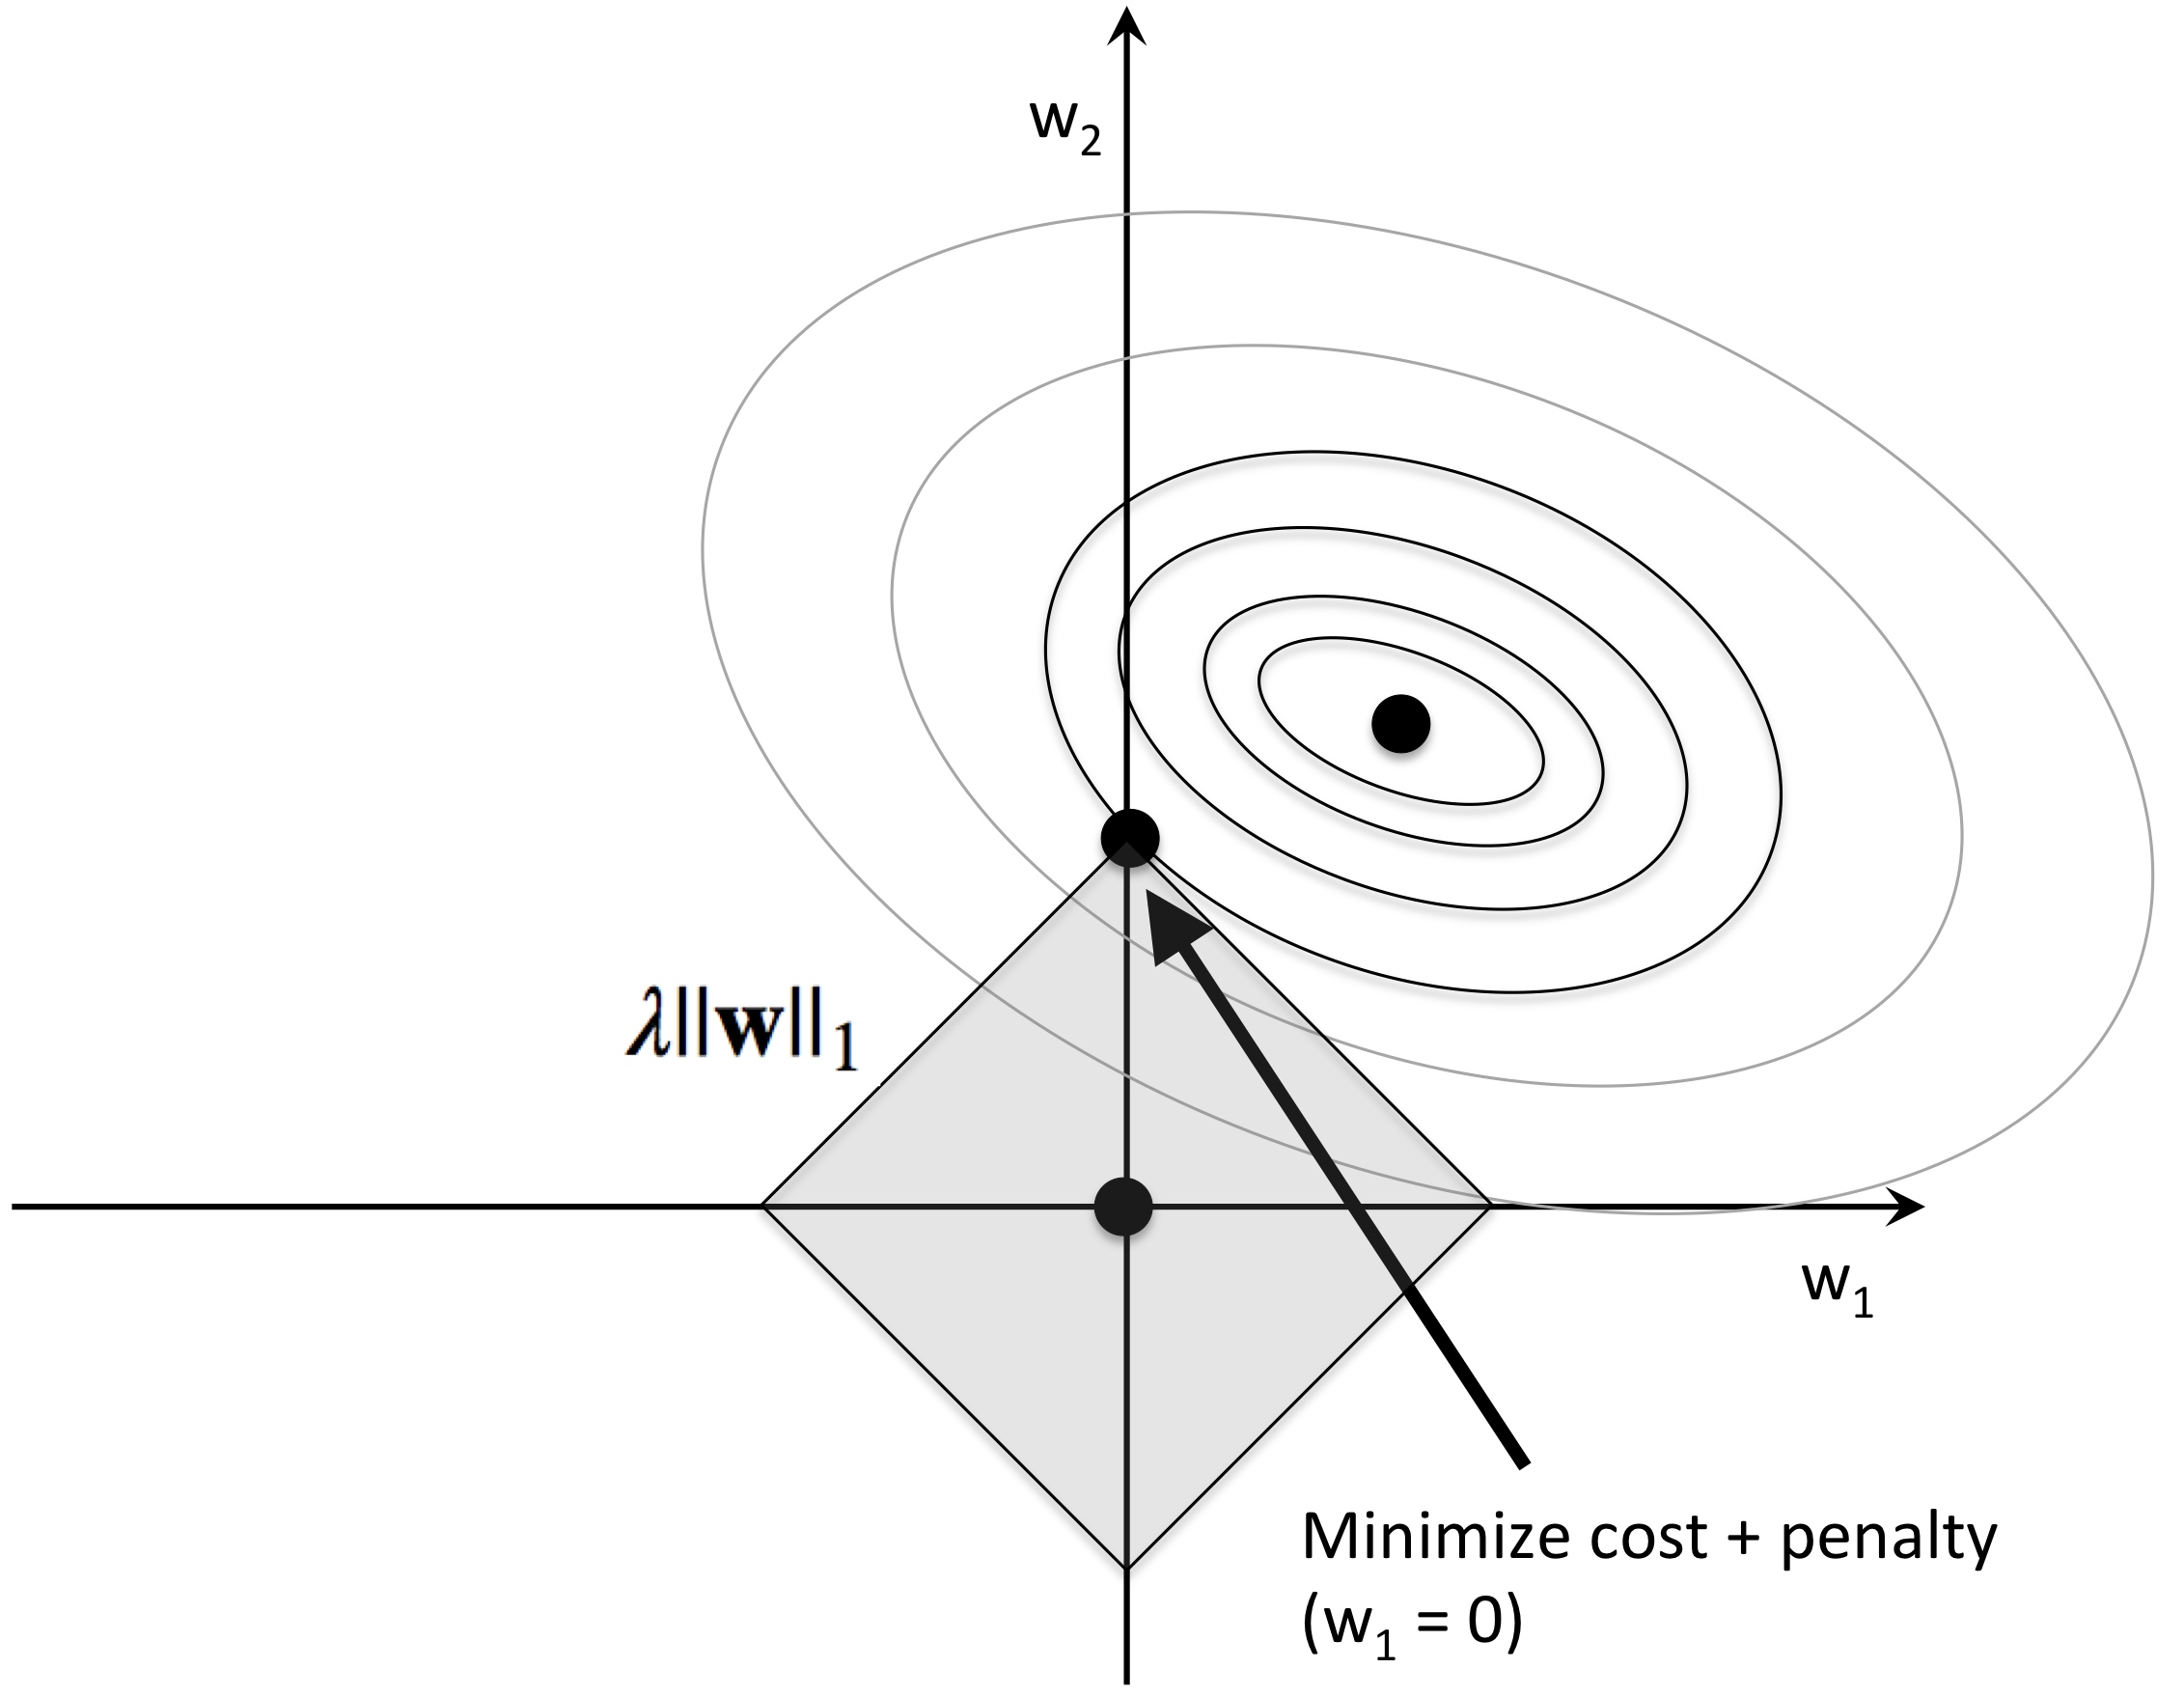 w₂
λ||w||₁
w₁
Minimize cost + penalty
(w₁ = 0)